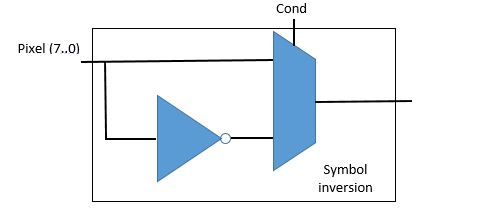 Cond
Pixel (7..0)
Symbol
inversion